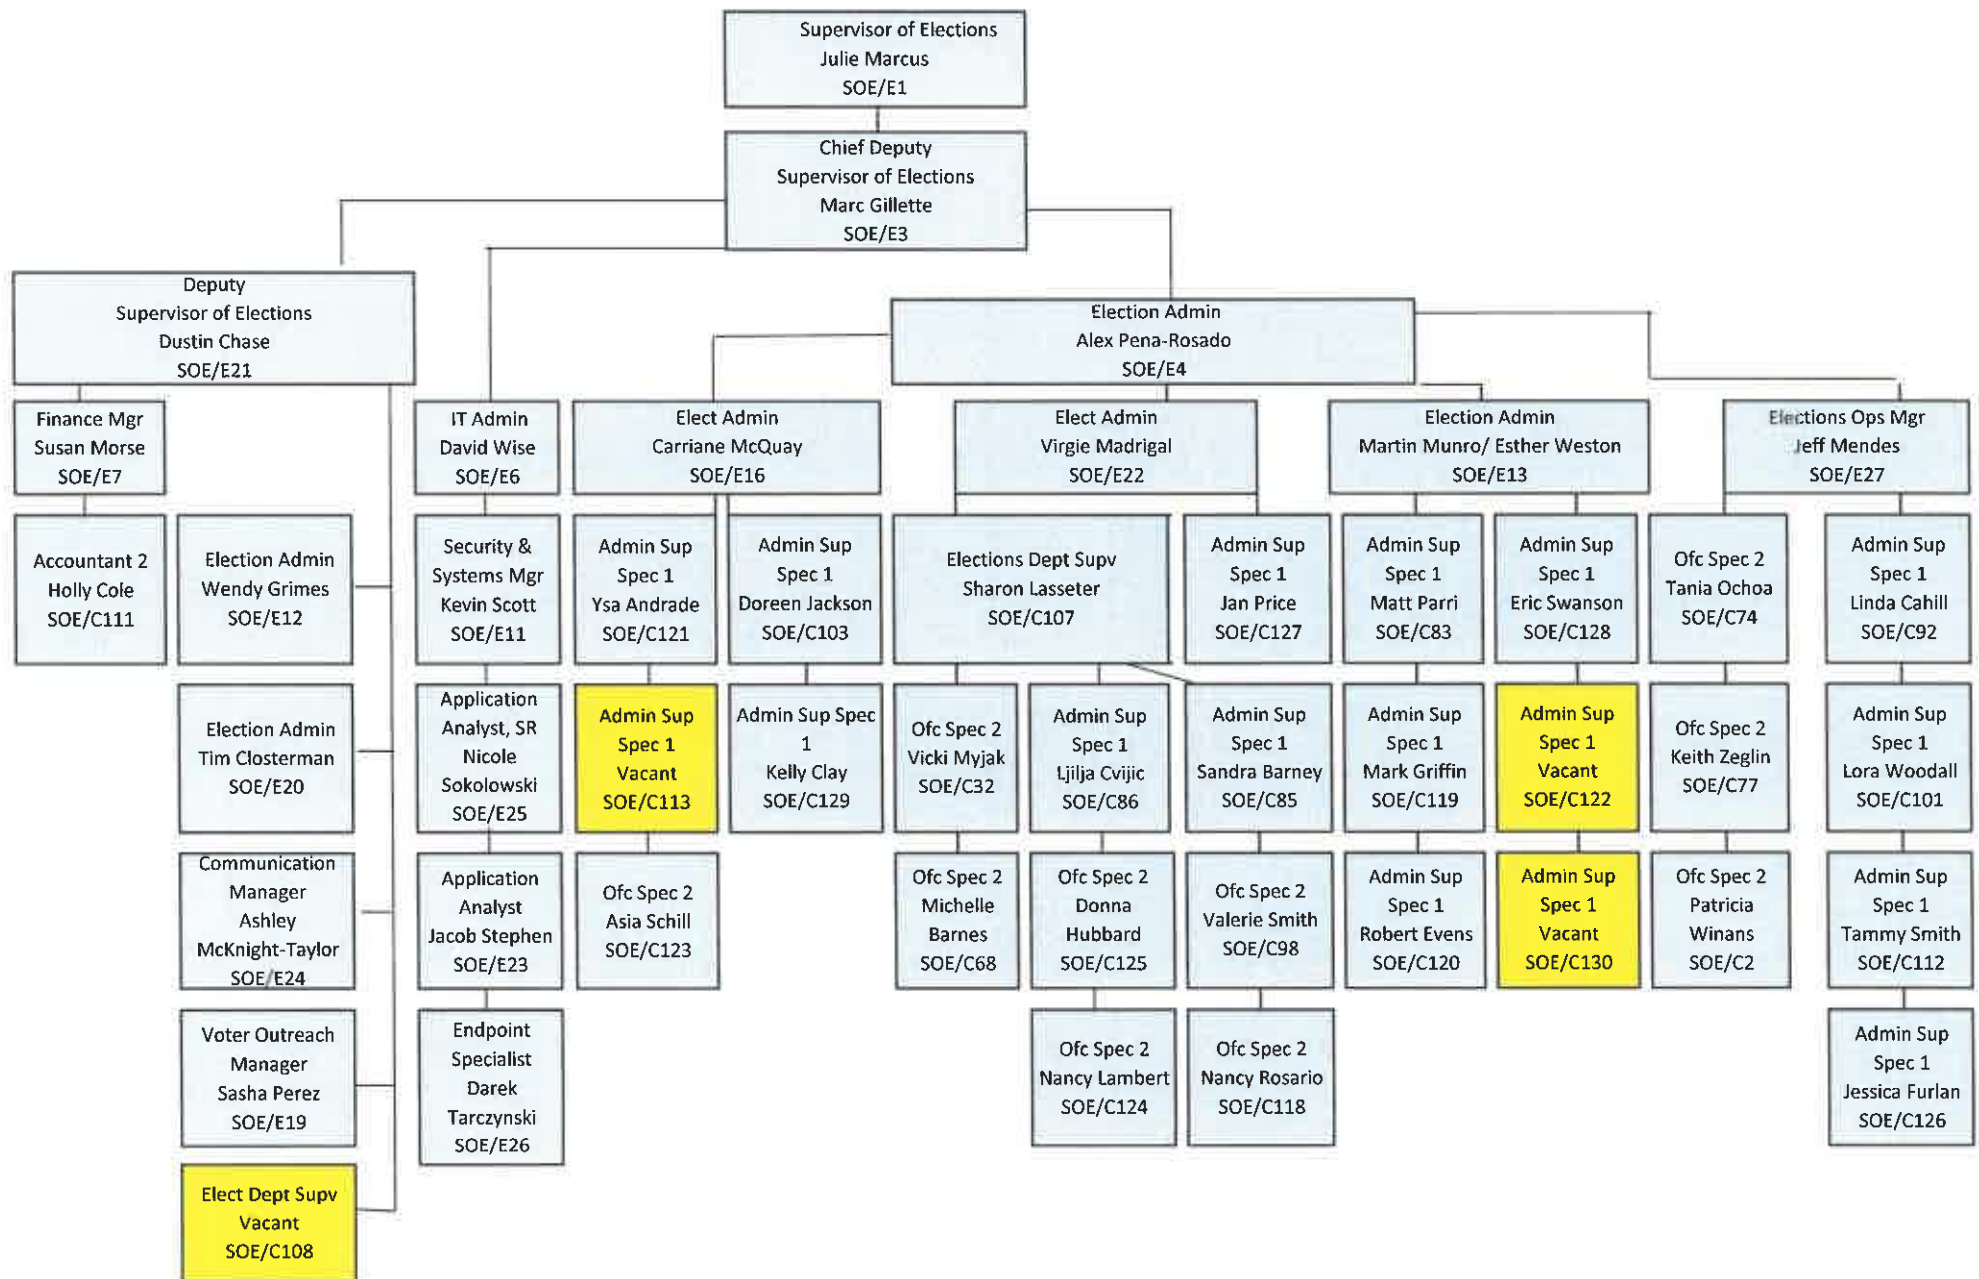 Supervisor of Elections
Julie Marcus
SOE/E1
Chief Deputy
Supervisor of Elections
Marc Gillette
SOE/E3
Deputy
Supervisor of Elections
Dustin Chase
SOE/E21
Election Admin
Alex Pena-Rosado
SOE/E4
Finance Mgr
Susan Morse
SOE/E7
IT Admin
David Wise
SOE/E6
Elect Admin
Carriane McQuay
SOE/E16
Elect Admin
Virgie Madrigal
SOE/E22
Election Admin
Martin Munro/ Esther Weston
SOE/E13
Elections Ops Mgr
Jeff Mendes
SOE/E27
Accountant 2
Holly Cole
SOE/C111
Election Admin
Wendy Grimes
SOE/E12
Security &
Systems Mgr
Kevin Scott
SOE/E11
Admin Sup
Spec 1
Ysa Andrade
SOE/C121
Admin Sup
Spec 1
Doreen Jackson
SOE/C103
Elections Dept Supv
Sharon Lasseter
SOE/C107
Admin Sup
Spec 1
Jan Price
SOE/C127
Admin Sup
Spec 1
Matt Parri
SOE/C83
Admin Sup
Spec 1
Eric Swanson
SOE/C128
Ofc Spec 2
Tania Ochoa
SOE/C74
Admin Sup
Spec 1
Linda Cahill
SOE/C92
Election Admin
Tim Closterman
SOE/E20
Application
Analyst, SR
Nicole
Sokolowski
SOE/E25
Admin Sup
Spec 1
Vacant
SOE/C113
Admin Sup Spec
1
Kelly Clay
SOE/C129
Ofc Spec 2
Vicki Myjak
SOE/C32
Admin Sup
Spec 1
Ljilja Cvijic
SOE/C86
Admin Sup
Spec 1
Sandra Barney
SOE/C85
Admin Sup
Spec 1
Mark Griffin
SOE/C119
Admin Sup
Spec 1
Vacant
SOE/C122
Ofc Spec 2
Keith Zeglin
SOE/C77
Admin Sup
Spec 1
Lora Woodall
SOE/C101
Communication
Manager
Ashley
McKnight-Taylor
SOE/E24
Application
Analyst
Jacob Stephen
SOE/E23
Ofc Spec 2
Asia Schill
SOE/C123
Ofc Spec 2
Michelle
Barnes
SOE/C68
Ofc Spec 2
Donna
Hubbard
SOE/C125
Ofc Spec 2
Valerie Smith
SOE/C98
Admin Sup
Spec 1
Robert Evens
SOE/C120
Admin Sup
Spec 1
Vacant
SOE/C130
Ofc Spec 2
Patricia
Winans
SOE/C2
Admin Sup
Spec 1
Tammy Smith
SOE/C112
Voter Outreach
Manager
Sasha Perez
SOE/E19
Endpoint
Specialist
Darek
Tarczynski
SOE/E26
Ofc Spec 2
Nancy Lambert
SOE/C124
Ofc Spec 2
Nancy Rosario
SOE/C118
Admin Sup
Spec 1
Jessica Furlan
SOE/C126
Elect Dept Supv
Vacant
SOE/C108